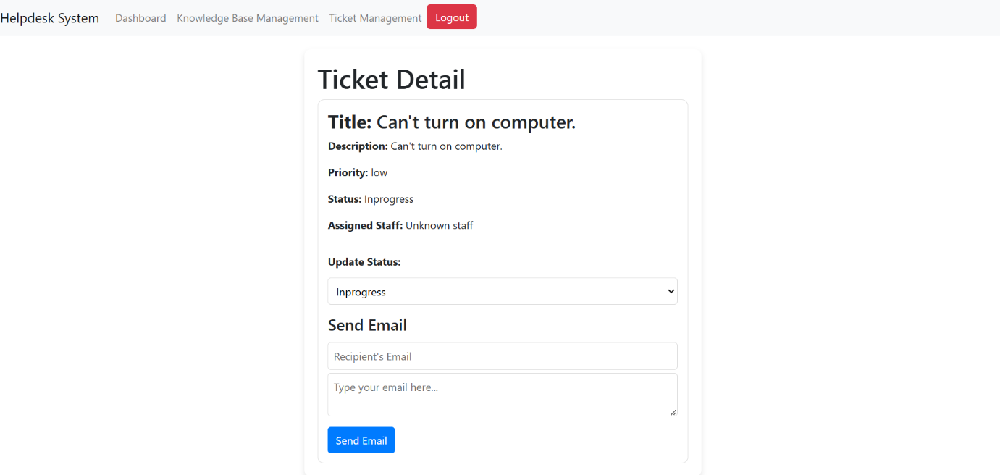 Helpdesk System Dashboard Knowledge Base Management Ticket Management Logout
Ticket Detail
Title: Can't turn on computer.
Description: Can't turn on computer.
Priority: low
Status: Inprogress
Assigned Staff: Unknown staff
Update Status:
Inprogress
Send Email
Recipient's Email
Type your email here...
Send Email